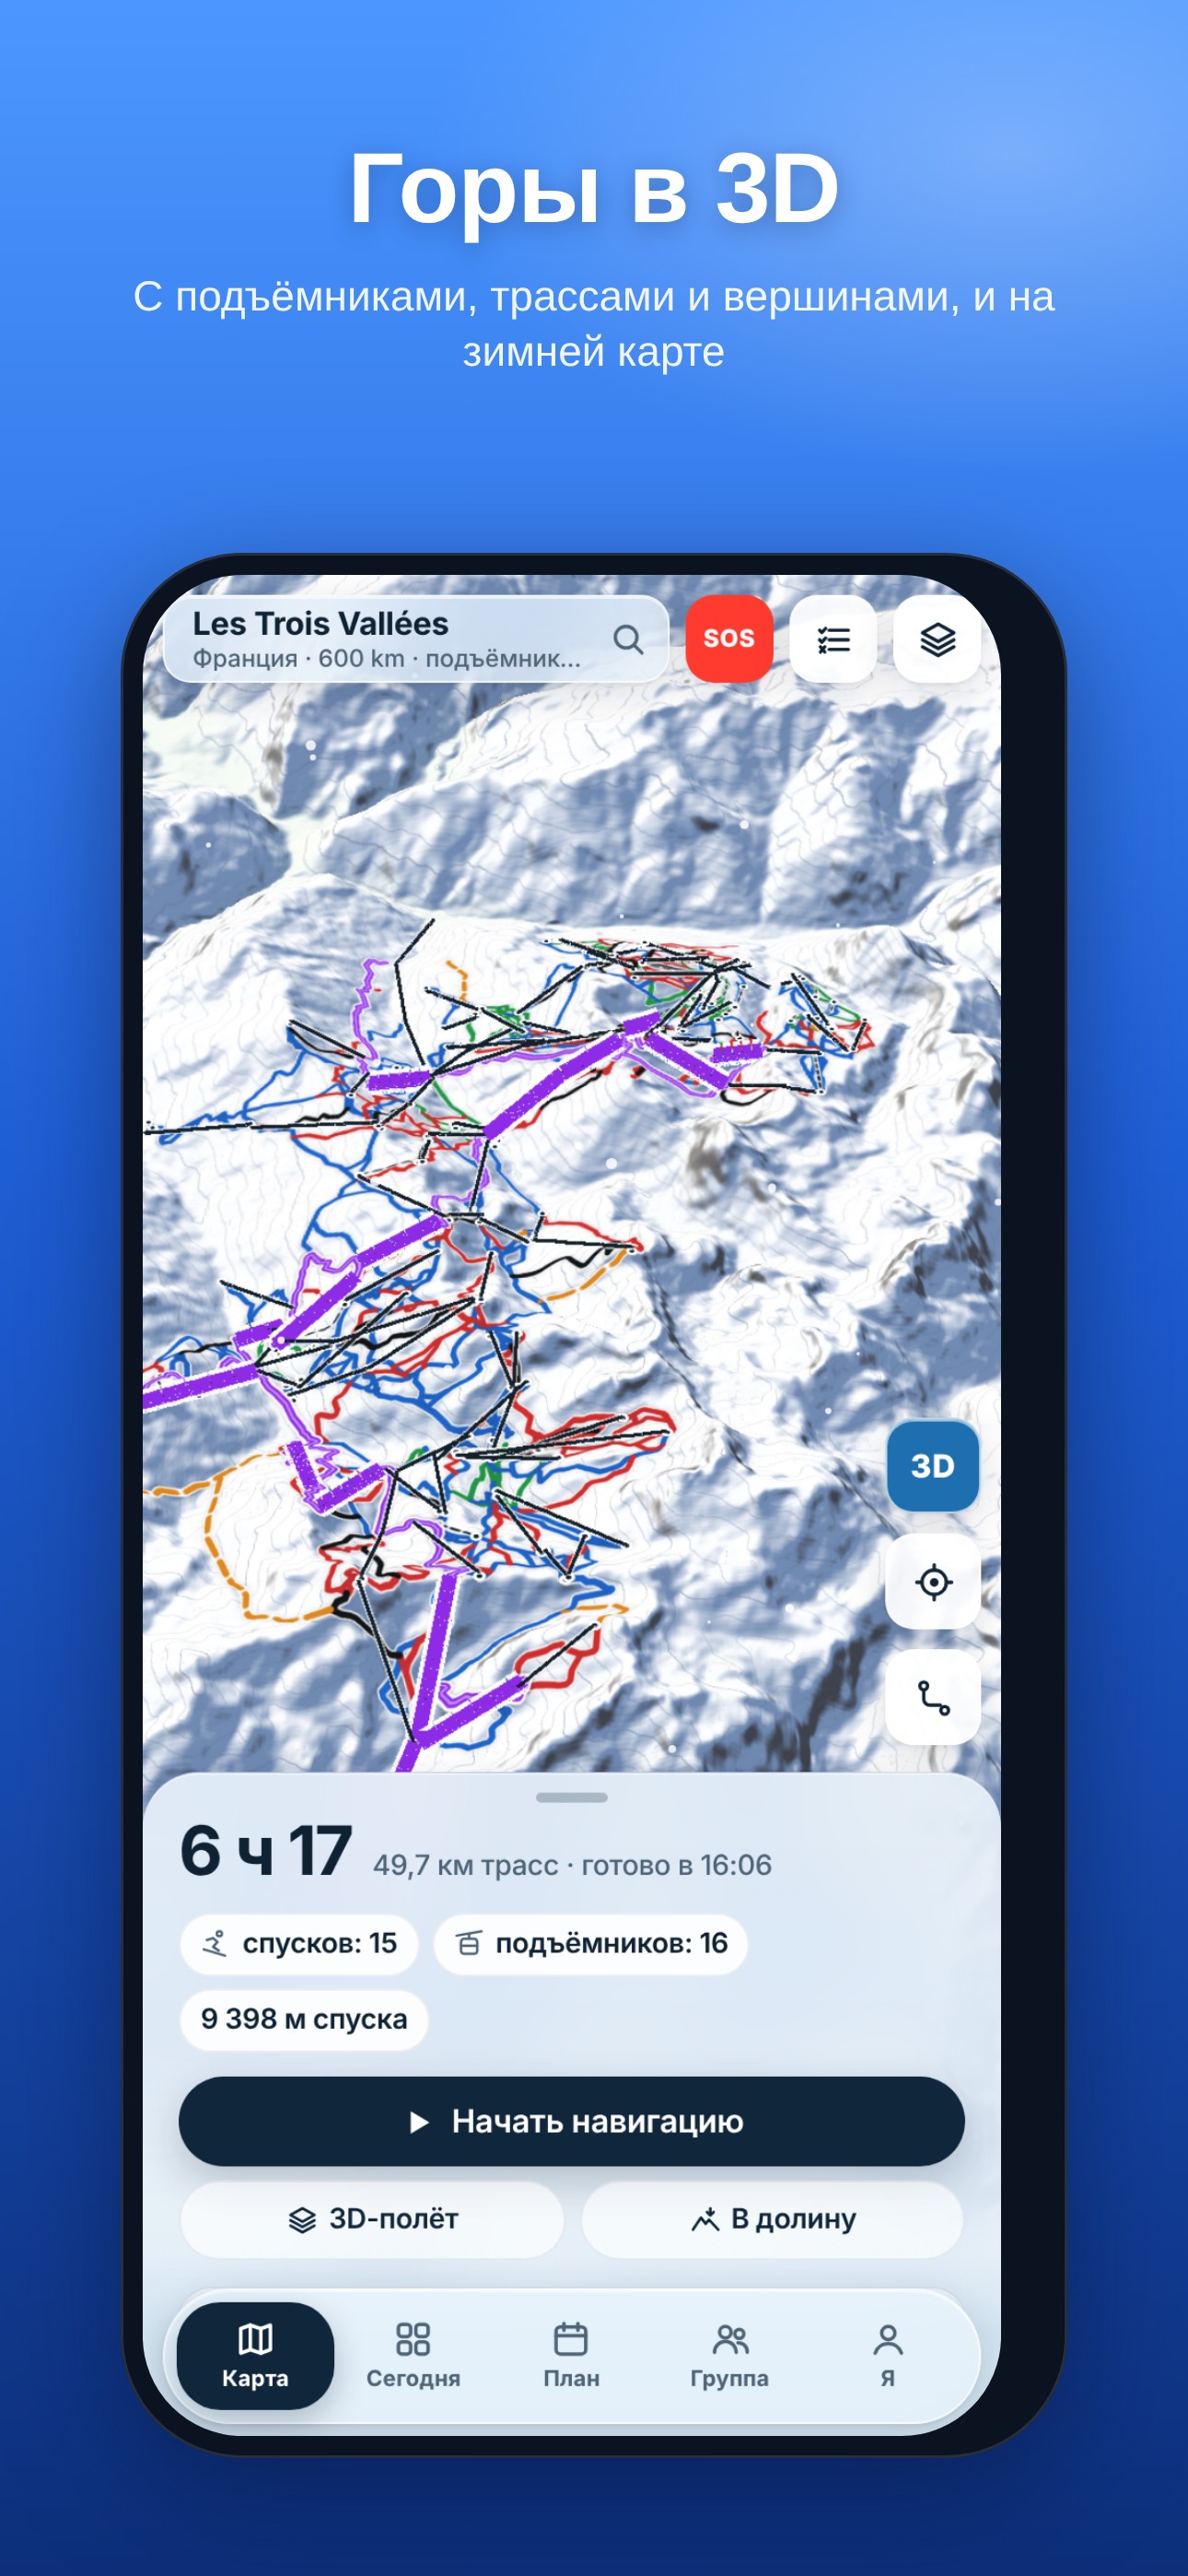 Горы в 3D
С подъёмниками, трассами и вершинами, и на
зимней карте
Les Trois Vallées
Франция · 600 km · подъёмник...
SOS
3D
6 ч 17
49,7 км трасс · готово в 16:06
спусков: 15
подъёмников: 16
9 398 м спуска
Начать навигацию
3D-полёт
В долину
Карта
Сегодня
План
Группа
Я